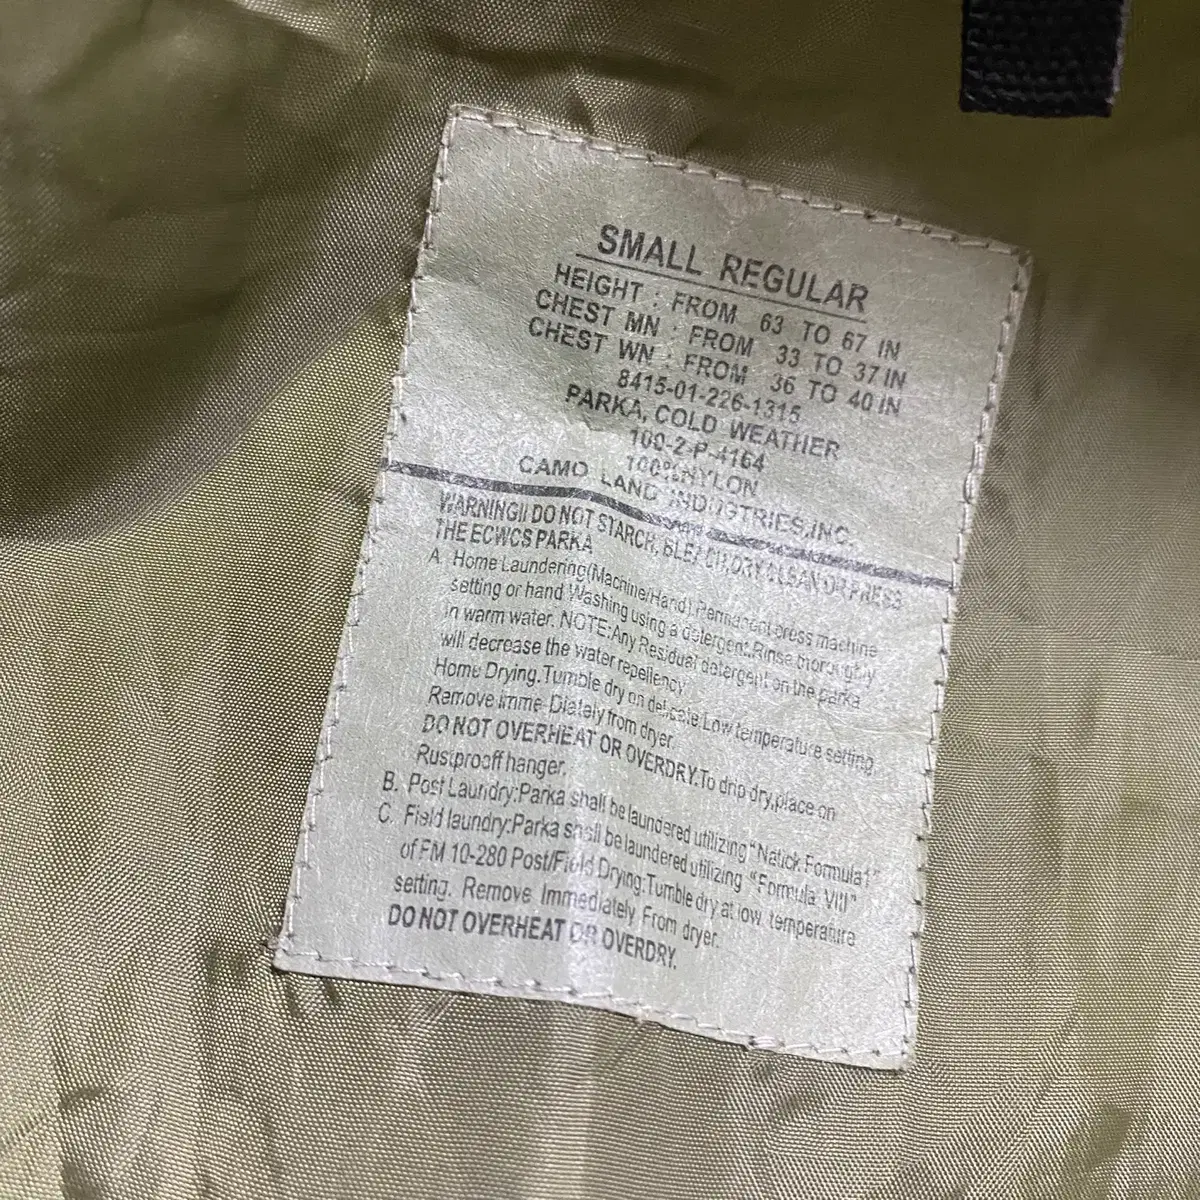 SMALL REGULAR
HEIGHT : FROM 63 TO 67 IN
CHEST MN : FROM 33 TO 37 IN
CHEST WN : FROM 36 TO 40 IN
8415-01-226-1315
PARKA, COLD WEATHER
100-2-P-4164
100%NYLON
CAMO LAND INDUSTRIES,INC.
WARNING!! DO NOT STARCH, BLEACH,DRY CLEAN OR PRESS
THE ECWCS PARKA
A. Home Laundering(Machine/Hand):Permanent press machine
setting or hand Washing using a detergent.Rinse thoroughly
in warm water. NOTE:Any Residual detergent on the parka
will decrease the water repellency
Home Drying.Tumble dry on delicate/Low temperature setting,
Remove imme- Diately from dryer.
DO NOT OVERHEAT OR OVERDRY.To drip dry,place on
Rustprooff hanger.
B. Post Laundry:Parka shall be laundered utilizing "Natick Formula1"
C. Field laundry:Parka shall be laundered utilizing "Formula VIII"
of FM 10-280 Post/Field Drying:Tumble dry at low temperature
setting. Remove Immediately From dryer.
DO NOT OVERHEAT OR OVERDRY.